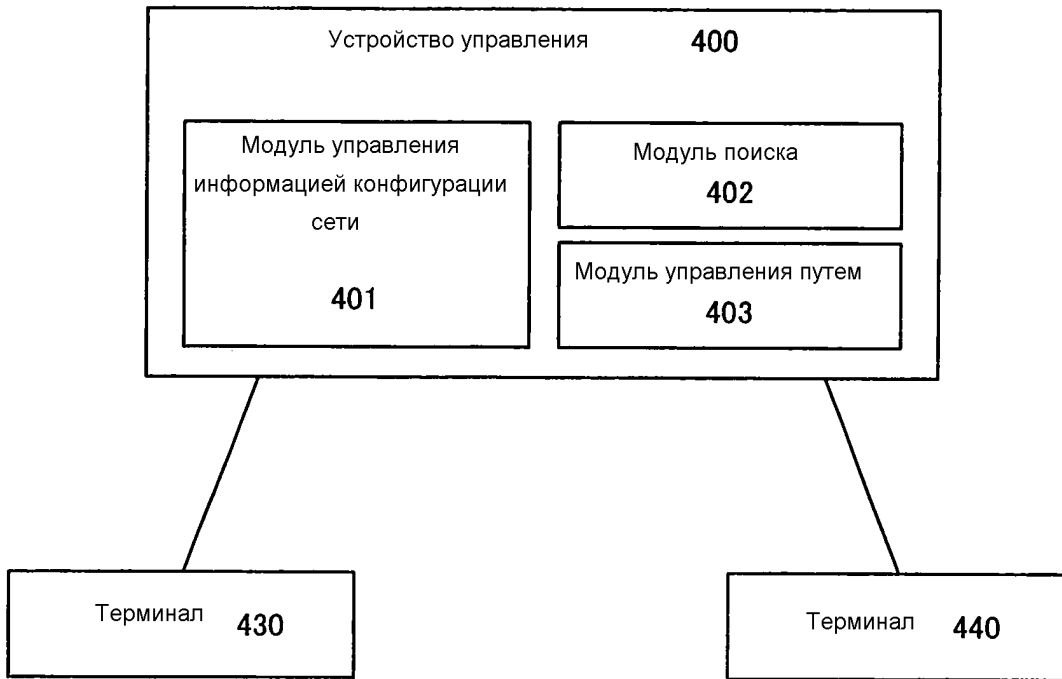 Устройство управления 400
Модуль управления
информацией конфигурации
сети
401
Модуль поиска
402
Модуль управления путем
403
Терминал 430
Терминал 440